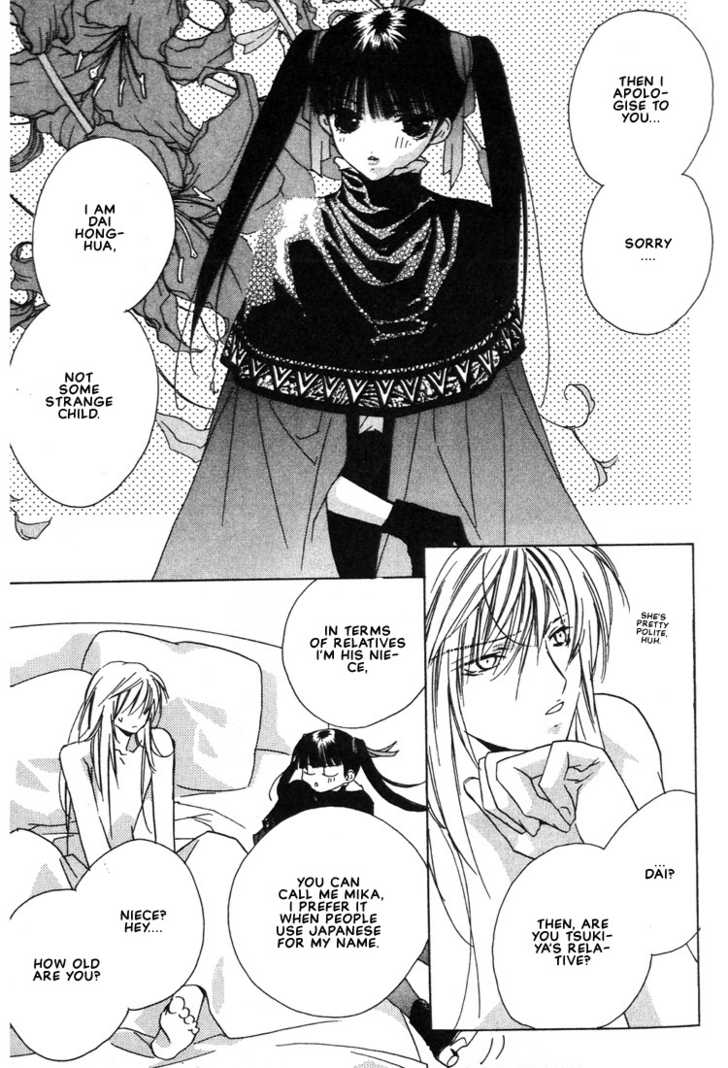 THEN I
APOLO-
GISE TO
YOU...
SORRY
....
I AM
DAI
HONG-
HUA,
NOT
SOME
STRANGE
CHILD.
SHE'S
PRETTY
POLITE,
HUH.
...
DAI?
THEN, ARE
YOU TSUKI-
YA'S RELA-
TIVE?
IN TERMS
OF RELATIVES
I'M HIS NIE-
CE,
YOU CAN
CALL ME MIKA,
I PREFER IT
WHEN PEOPLE
USE JAPANESE
FOR MY NAME.
NIECE?
HEY....
HOW OLD
ARE YOU?